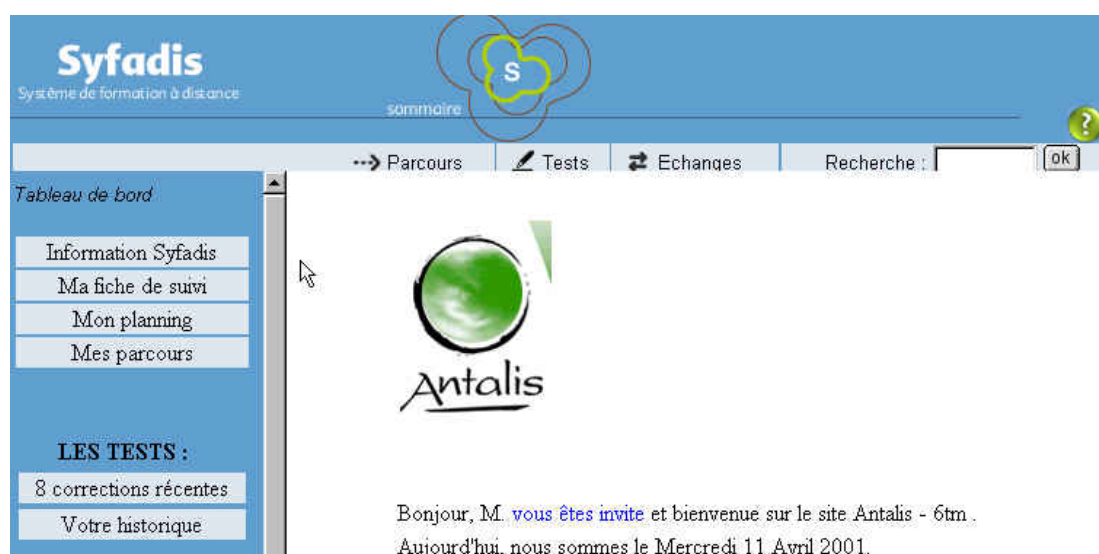 Syfadis
Système de formation à distance
S
sommaire
?
Parcours
Tests
Echanges
Recherche :
ok
Tableau de bord
Information Syfadis
Ma fiche de suivi
Mon planning
Mes parcours
LES TESTS :
8 corrections récentes
Votre historique
Antalis
Bonjour, M. vous êtes invite et bienvenue sur le site Antalis - 6tm .
Aujourd'hui, nous sommes le Mercredi 11 Avril 2001.